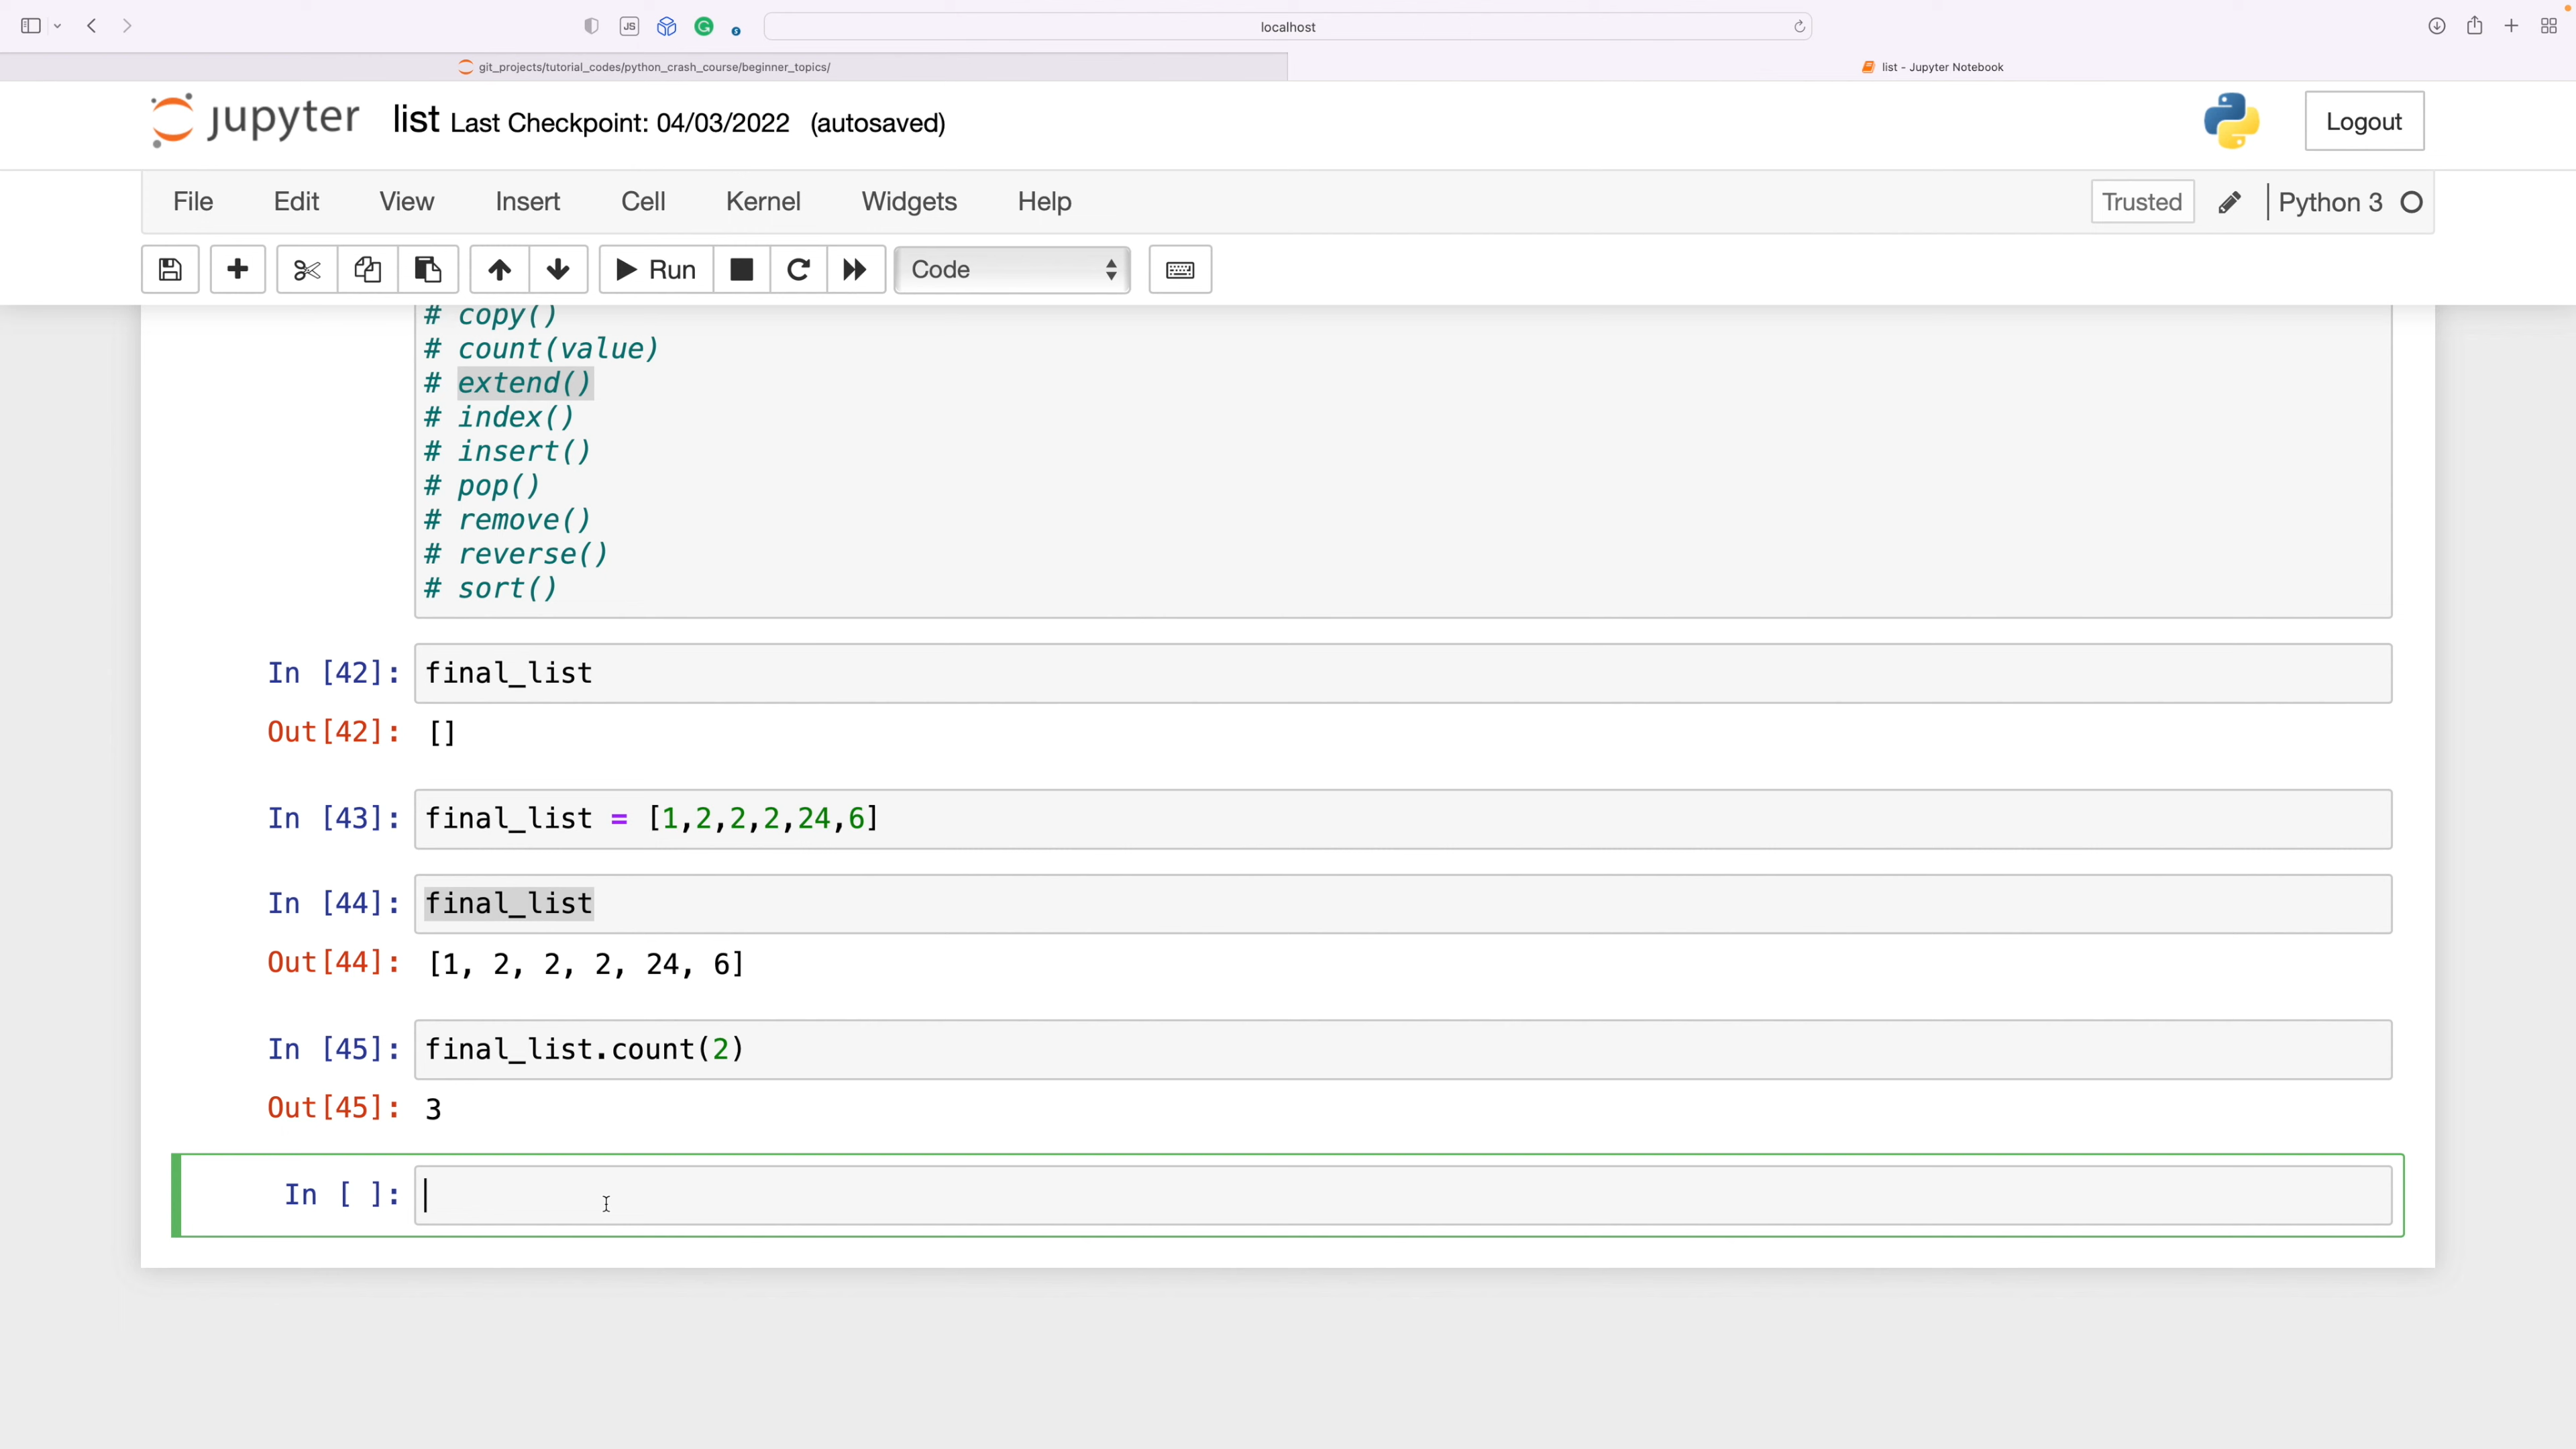 localhost
git_projects/tutorial_codes/python_crash_course/beginner_topics/
list - Jupyter Notebook
jupyter list Last Checkpoint: 04/03/2022 (autosaved)
Logout
File Edit View Insert Cell Kernel Widgets Help
Trusted Python 3
Run Code
# copy()
# count(value)
# extend()
# index()
# insert()
# pop()
# remove()
# reverse()
# sort()
In [42]: final_list
Out[42]: []
In [43]: final_list = [1,2,2,2,24,6]
In [44]: final_list
Out[44]: [1, 2, 2, 2, 24, 6]
In [45]: final_list.count(2)
Out[45]: 3
In [ ]: